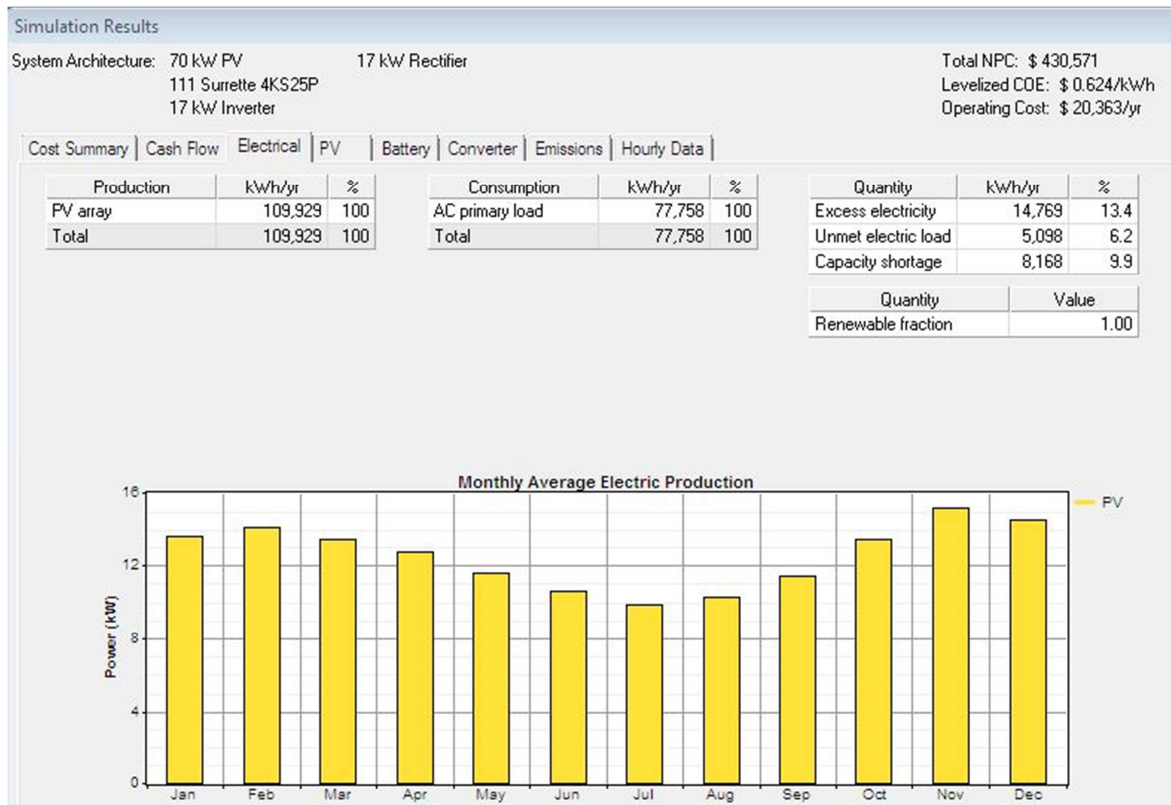 Simulation Results
System Architecture: 70 kW PV 17 kW Rectifier
111 Surrette 4KS25P
17 kW Inverter
Total NPC: $ 430,571
Levelized COE: $ 0.624/kWh
Operating Cost: $ 20,363/yr
Cost Summary Cash Flow Electrical PV Battery Converter Emissions Hourly Data
Production kWh/yr %
PV array 109,929 100
Total 109,929 100
Consumption kWh/yr %
AC primary load 77,758 100
Total 77,758 100
Quantity kWh/yr %
Excess electricity 14,769 13.4
Unmet electric load 5,098 6.2
Capacity shortage 8,168 9.9
Quantity Value
Renewable fraction 1.00
Monthly Average Electric Production
Power (kW)
16
12
8
4
0
Jan Feb Mar Apr May Jun Jul Aug Sep Oct Nov Dec
PV